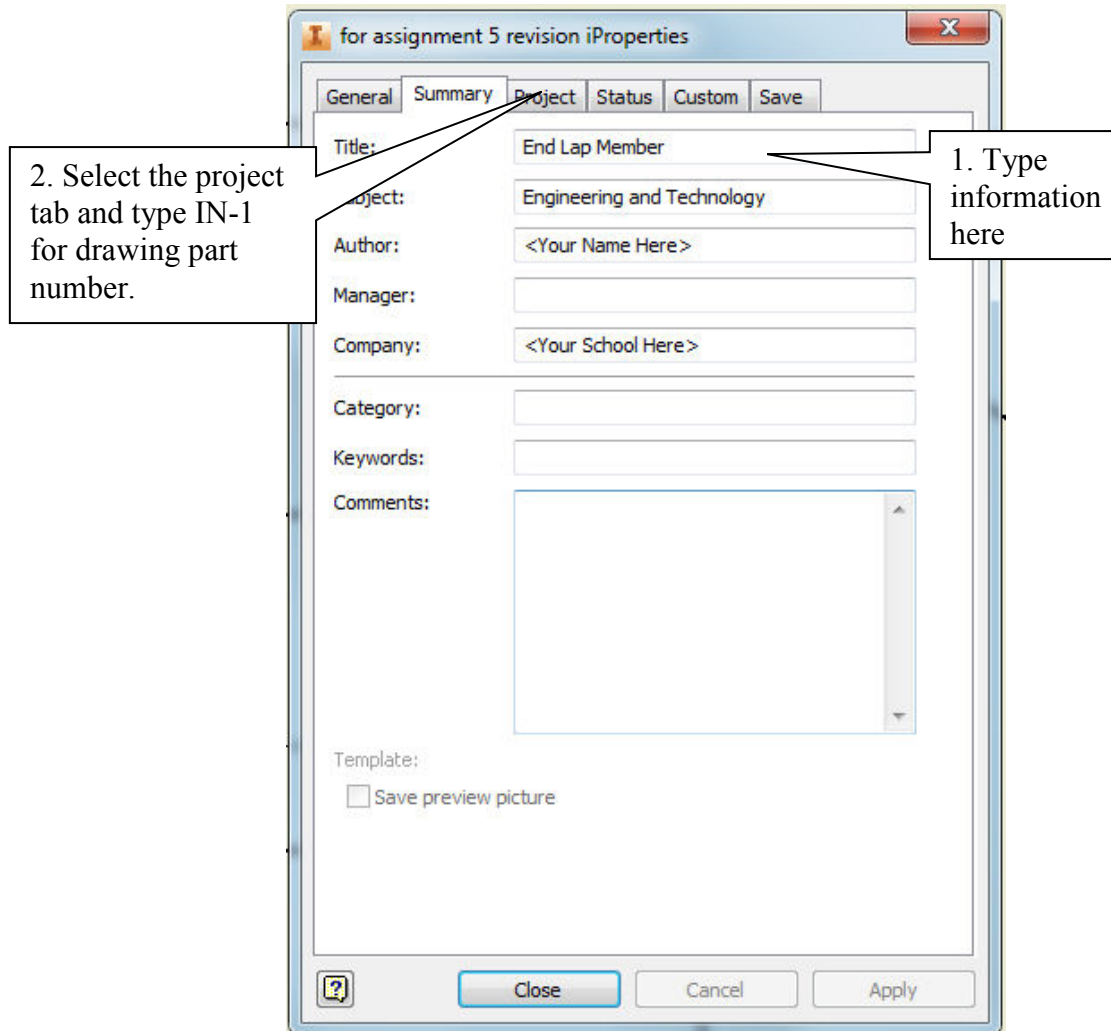 for assignment 5 revision iProperties
X
General Summary Project Status Custom Save
Title: End Lap Member
2. Select the project
tab and type IN-1
for drawing part
number.
1. Type
information
here
bject: Engineering and Technology
Author: <Your Name Here>
Manager:
Company: <Your School Here>
Category:
Keywords:
Comments:
Template:
Save preview picture
? Close Cancel Apply